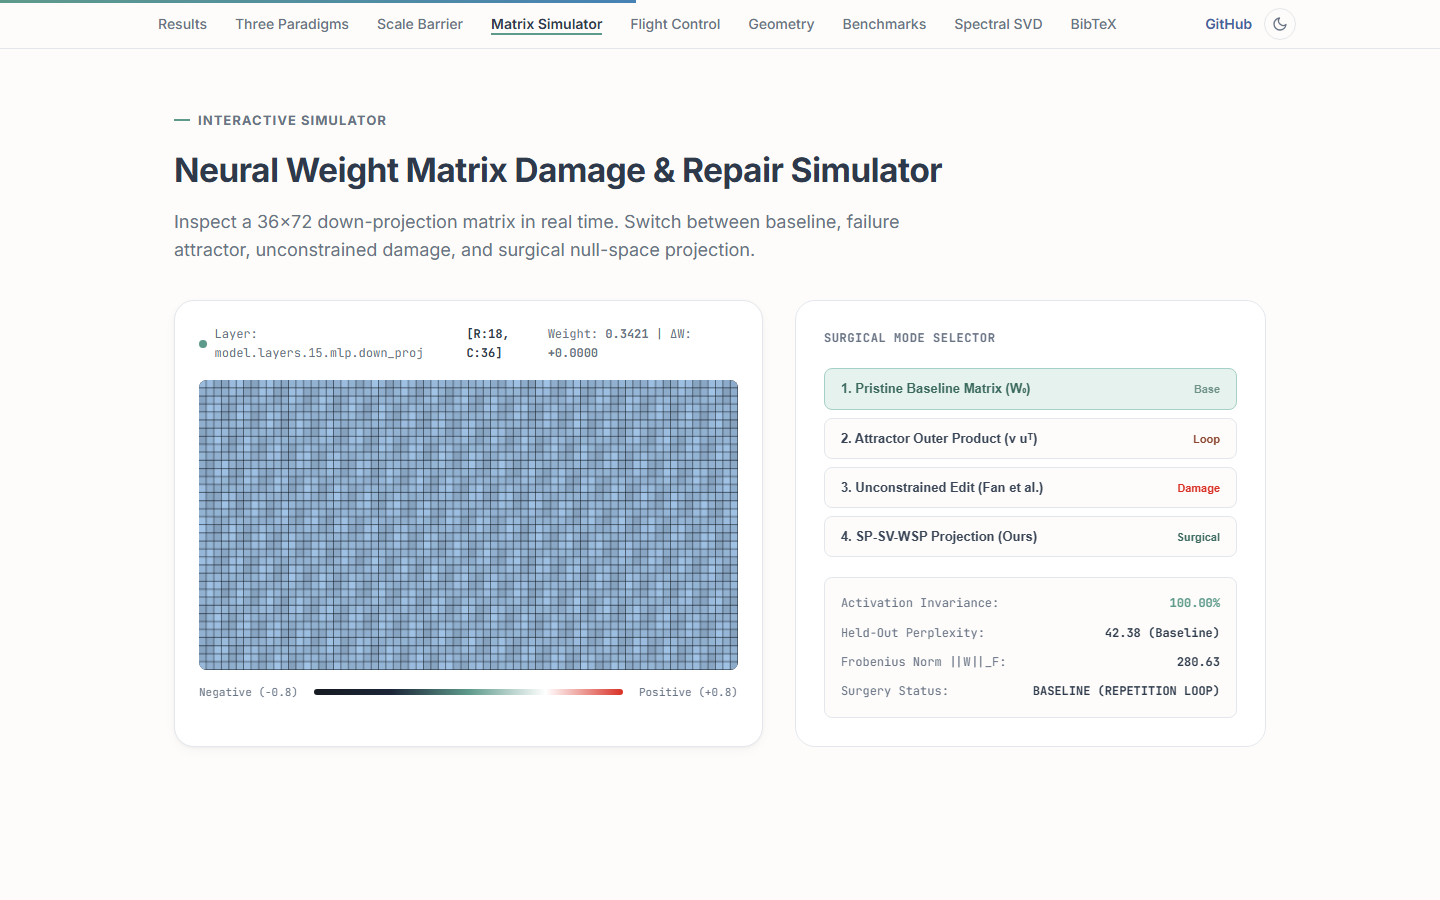 Results Three Paradigms Scale Barrier Matrix Simulator Flight Control Geometry Benchmarks Spectral SVD BibTeX GitHub
INTERACTIVE SIMULATOR
Neural Weight Matrix Damage & Repair Simulator
Inspect a 36×72 down-projection matrix in real time. Switch between baseline, failure
attractor, unconstrained damage, and surgical null-space projection.
Layer:
model.layers.15.mlp.down_proj
[R:18,
C:36]
Weight: 0.3421 | ΔW:
+0.0000
Negative (-0.8) Positive (+0.8)
SURGICAL MODE SELECTOR
1. Pristine Baseline Matrix (W₀) Base
2. Attractor Outer Product (v uᵀ) Loop
3. Unconstrained Edit (Fan et al.) Damage
4. SP-SV-WSP Projection (Ours) Surgical
Activation Invariance: 100.00%
Held-Out Perplexity: 42.38 (Baseline)
Frobenius Norm ||W||_F: 280.63
Surgery Status: BASELINE (REPETITION LOOP)